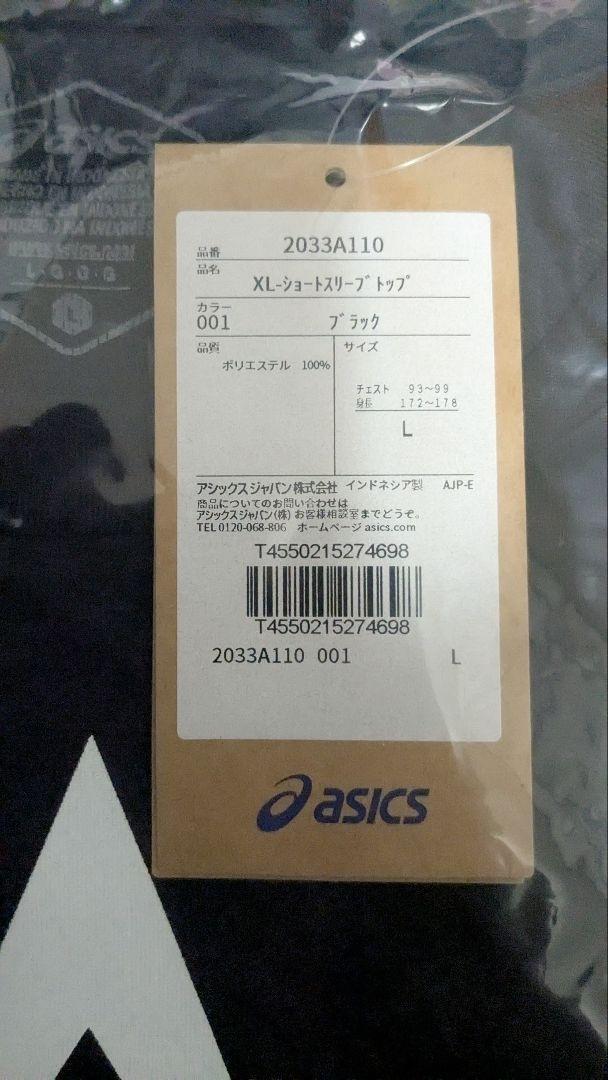 asics
L
品番 2033A110
品名
XL-ショートスリーブトップ
カラー
001 ブラック
品質 サイズ
ポリエステル 100%
チェスト 93～99
身長 172～178
L
アシックスジャパン株式会社 インドネシア製 AJP-E
商品についてのお問い合わせは
アシックスジャパン(株) お客様相談室までどうぞ。
TEL 0120-068-806 ホームページ asics.com
T4550215274698
T4550215274698
2033A110 001 L
asics